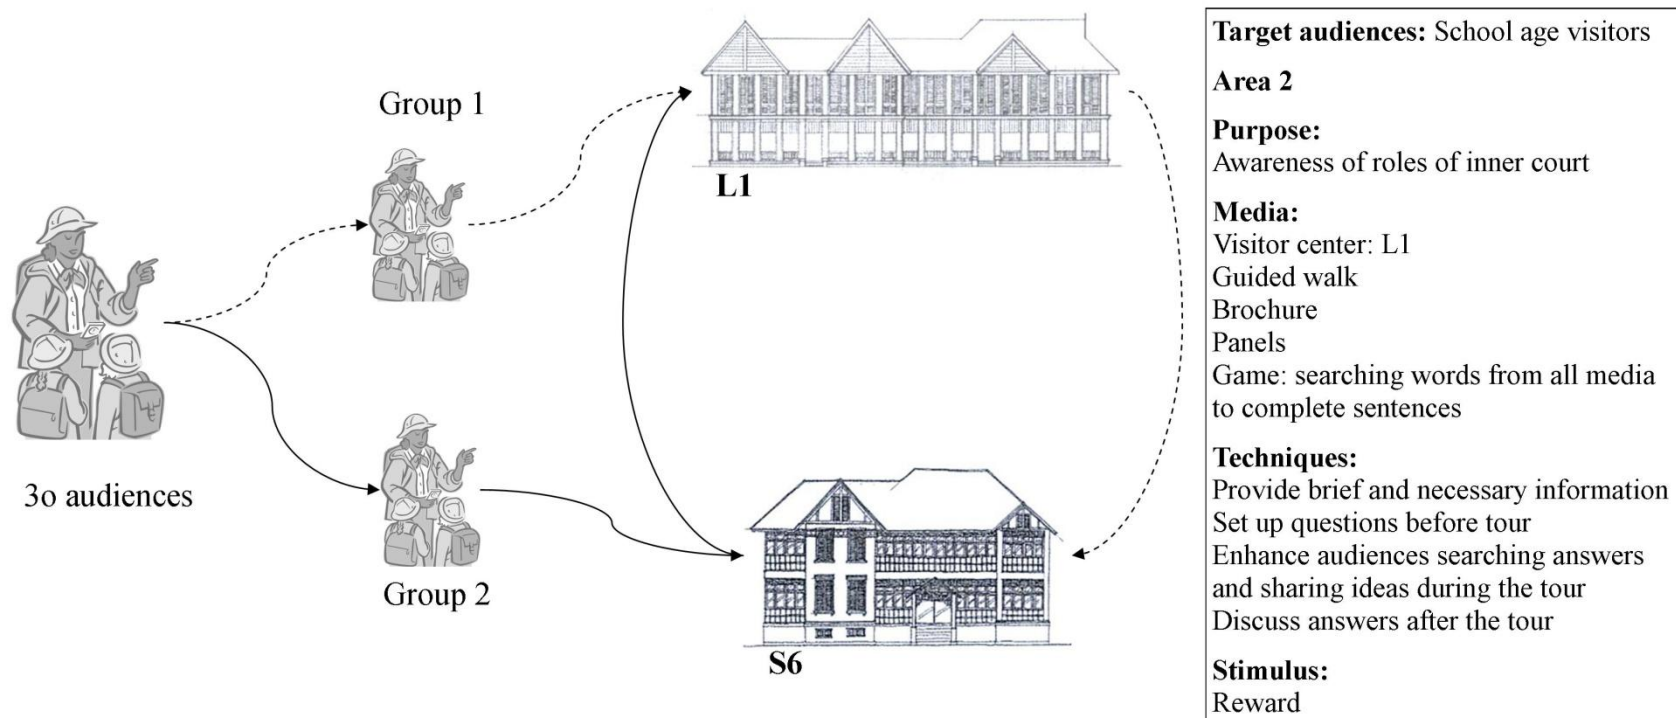 Group 1
L1
3o audiences
Group 2
S6
Target audiences: School age visitors
Area 2
Purpose:
Awareness of roles of inner court
Media:
Visitor center: L1
Guided walk
Brochure
Panels
Game: searching words from all media
to complete sentences
Techniques:
Provide brief and necessary information
Set up questions before tour
Enhance audiences searching answers
and sharing ideas during the tour
Discuss answers after the tour
Stimulus:
Reward